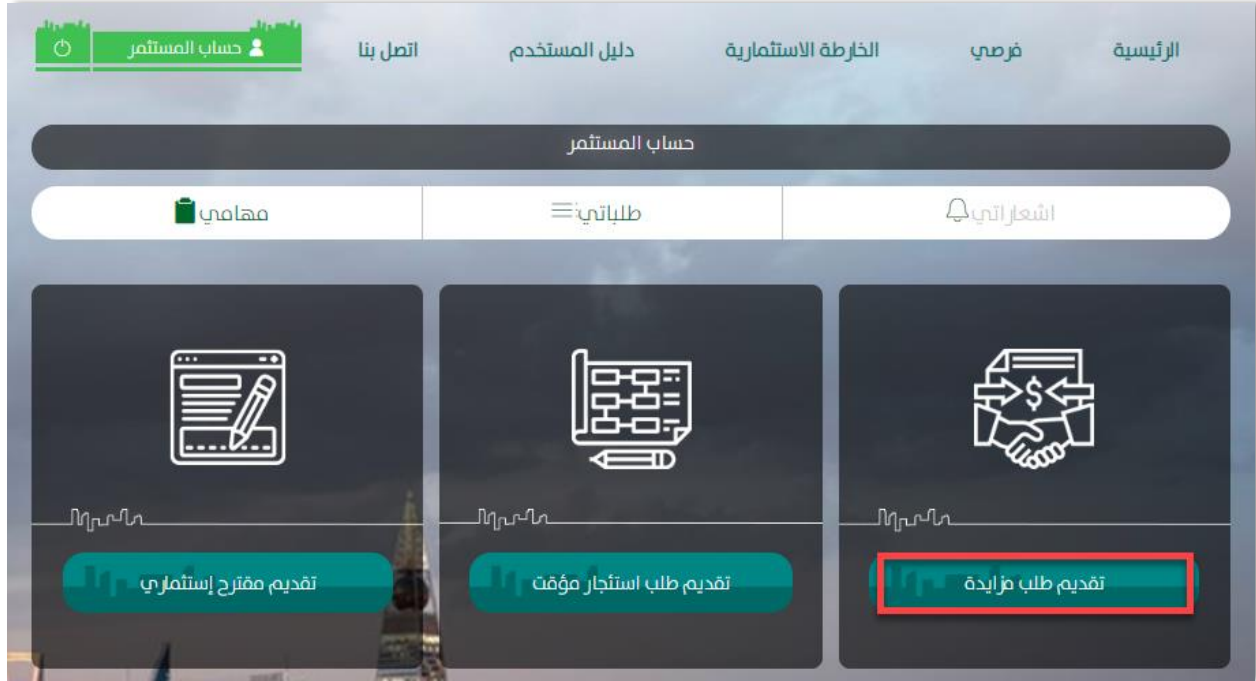 الرئيسية
فرصي
الخارطة الاستثمارية
دليل المستخدم
اتصل بنا
حساب المستثمر
حساب المستثمر
اشعاراتي
طلباتي
مهامي
تقديم طلب مزايدة
تقديم طلب استئجار مؤقت
تقديم مقترح إستثماري